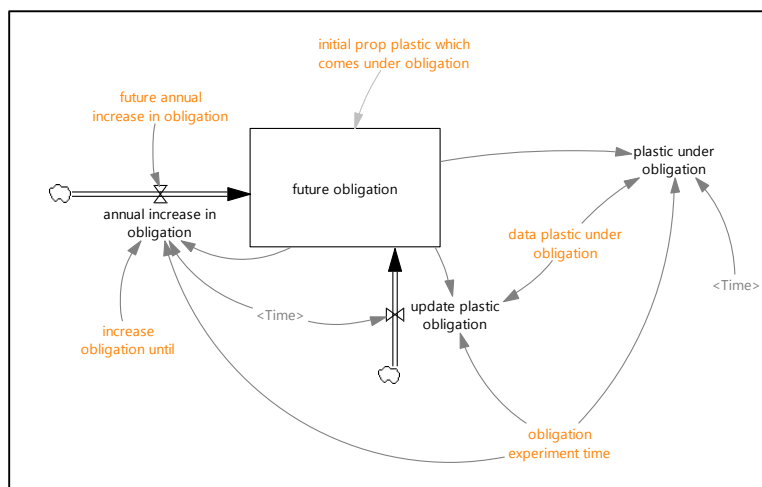 initial prop plastic which
comes under obligation
future annual
increase in obligation
plastic under
obligation
future obligation
annual increase in
obligation
data plastic under
obligation
<Time>
update plastic
obligation
<Time>
increase
obligation until
obligation
experiment time